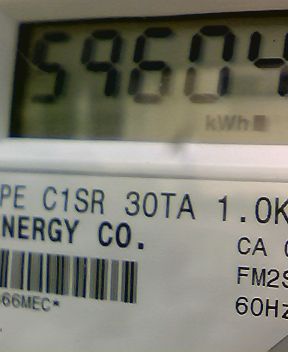 59604
kWh
PE C1SR 30TA 1.0K
NERGY CO.
CA
FM2S
66MEC*
60Hz